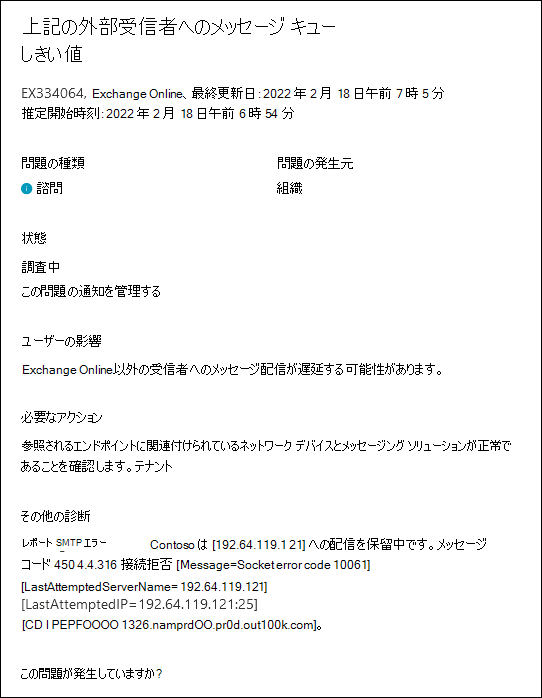 上記の外部受信者へのメッセージ キュー
しきい値
EX334064, Exchange Online、最終更新日: 2022 年 2 月 18日午前 7 時 5 分
推定開始時刻: 2022 年 2 月 18日午前 6 時 54 分
問題の種類 問題の発生元
i 諮問 組織
状態
調査中
この問題の通知を管理する
ユーザーの影響
Exchange Online以外の受信者へのメッセージ配信が遅延する可能性があります。
必要なアクション
参照されるエンドポイントに関連付けられているネットワーク デバイスとメッセージング ソリューションが正常で
あることを確認します。テナント
その他の診断
レポート SMTP エラー Contoso は [192.64.119.1 21] への配信を保留中です。メッセージ
コード 450 4.4.316 接続拒否 [Message=Socket error code 10061]
[LastAttemptedServerName= 192.64.119.121]
[LastAttemptedIP= 192.64.119.121:25]
[CD I PEPFOOOO 1326.namprdOO.pr0d.out100k.com]。
この問題が発生していますか?